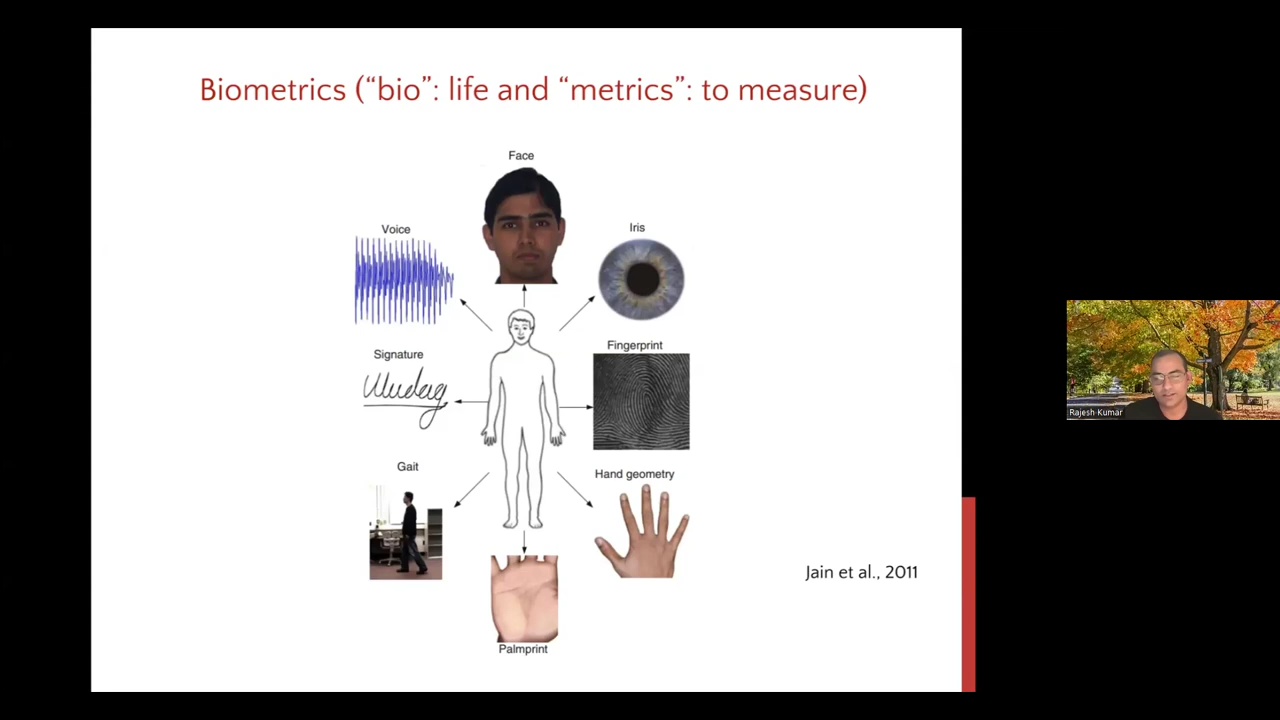 Biometrics (“bio”: life and “metrics”: to measure)
Face
Voice
Iris
Signature
Fingerprint
Gait
Hand geometry
Palmprint
Jain et al., 2011
Rajesh Kumar